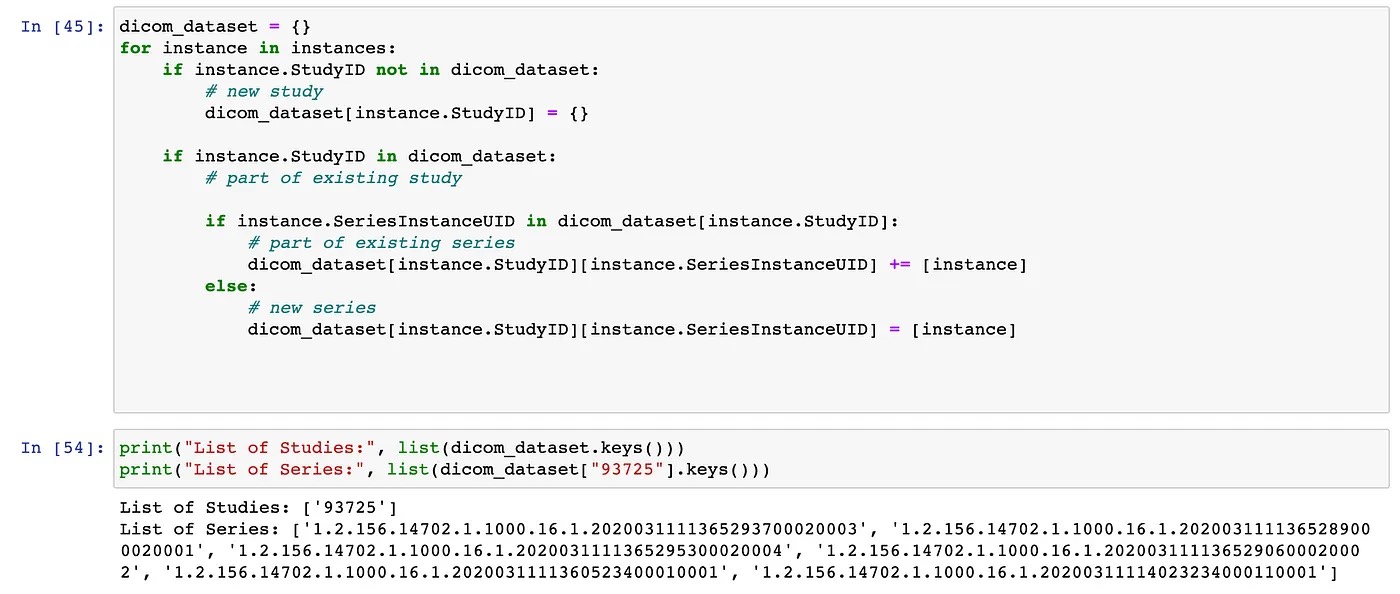 In [45]: dicom_dataset = {}
for instance in instances:
    if instance.StudyID not in dicom_dataset:
        # new study
        dicom_dataset[instance.StudyID] = {}

    if instance.StudyID in dicom_dataset:
        # part of existing study

        if instance.SeriesInstanceUID in dicom_dataset[instance.StudyID]:
            # part of existing series
            dicom_dataset[instance.StudyID][instance.SeriesInstanceUID] += [instance]
        else:
            # new series
            dicom_dataset[instance.StudyID][instance.SeriesInstanceUID] = [instance]

In [54]: print("List of Studies:", list(dicom_dataset.keys()))
print("List of Series:", list(dicom_dataset["93725"].keys()))
List of Studies: ['93725']
List of Series: ['1.2.156.14702.1.1000.16.1.2020031111365293700020003', '1.2.156.14702.1.1000.16.1.202003111136528900
0020001', '1.2.156.14702.1.1000.16.1.2020031111365295300020004', '1.2.156.14702.1.1000.16.1.202003111136529060002000
2', '1.2.156.14702.1.1000.16.1.2020031111360523400010001', '1.2.156.14702.1.1000.16.1.2020031114023234000110001']